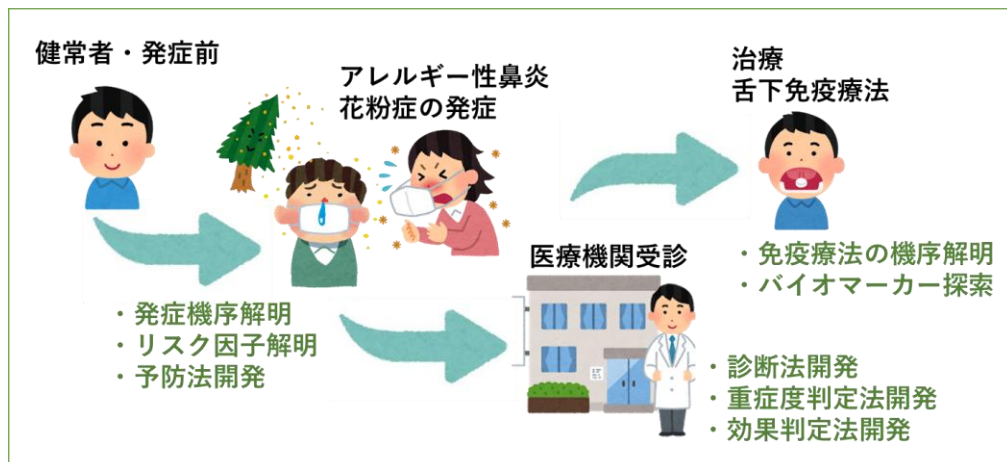 健常者・発症前
アレルギー性鼻炎
花粉症の発症
治療
舌下免疫療法
・免疫療法の機序解明
・バイオマーカー探索
医療機関受診
・発症機序解明
・リスク因子解明
・予防法開発
・診断法開発
・重症度判定法開発
・効果判定法開発